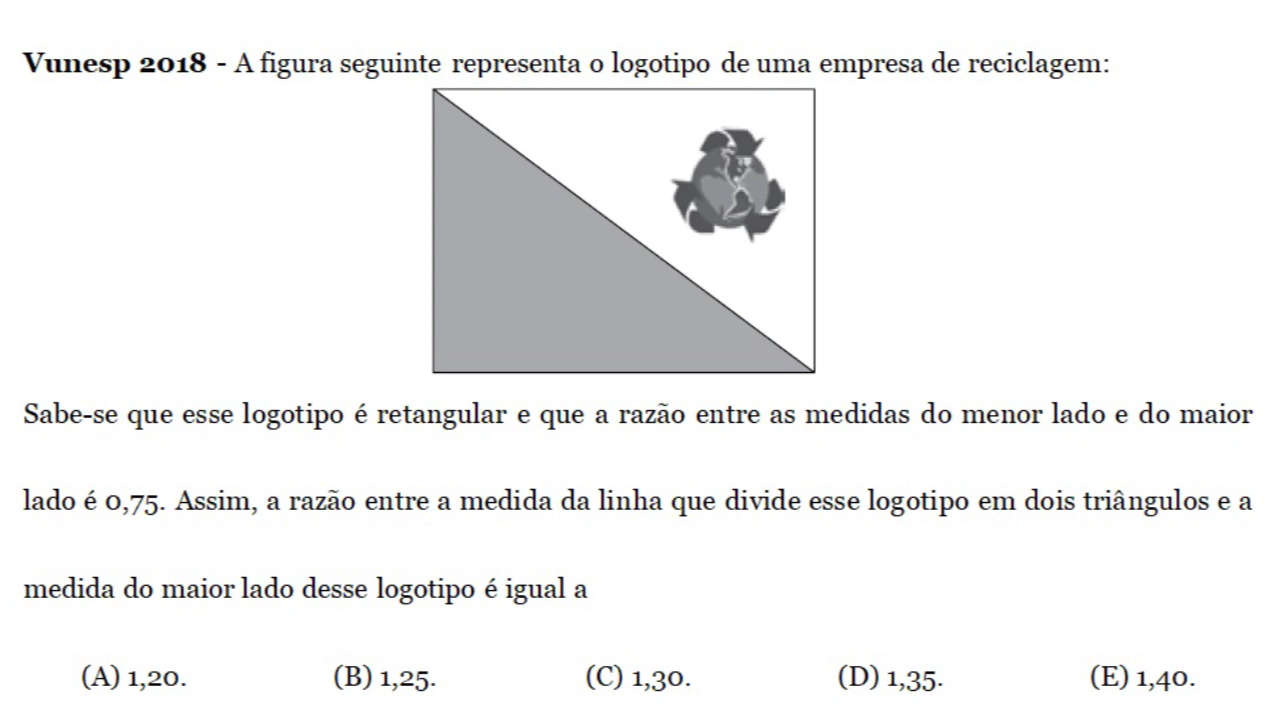 Vunesp 2018 - A figura seguinte representa o logotipo de uma empresa de reciclagem:
Sabe-se que esse logotipo é retangular e que a razão entre as medidas do menor lado e do maior
lado é 0,75. Assim, a razão entre a medida da linha que divide esse logotipo em dois triângulos e a
medida do maior lado desse logotipo é igual a
(A) 1,20. (B) 1,25. (C) 1,30. (D) 1,35. (E) 1,40.